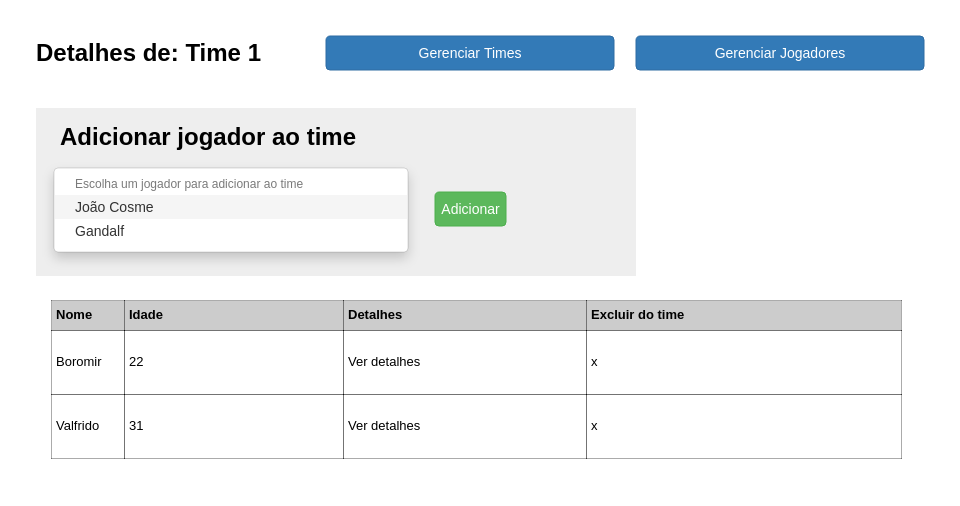 Detalhes de: Time 1
Gerenciar Times
Gerenciar Jogadores
Adicionar jogador ao time
Escolha um jogador para adicionar ao time
João Cosme
Gandalf
Adicionar
Nome Idade Detalhes Excluir do time
Boromir 22 Ver detalhes x
Valfrido 31 Ver detalhes x